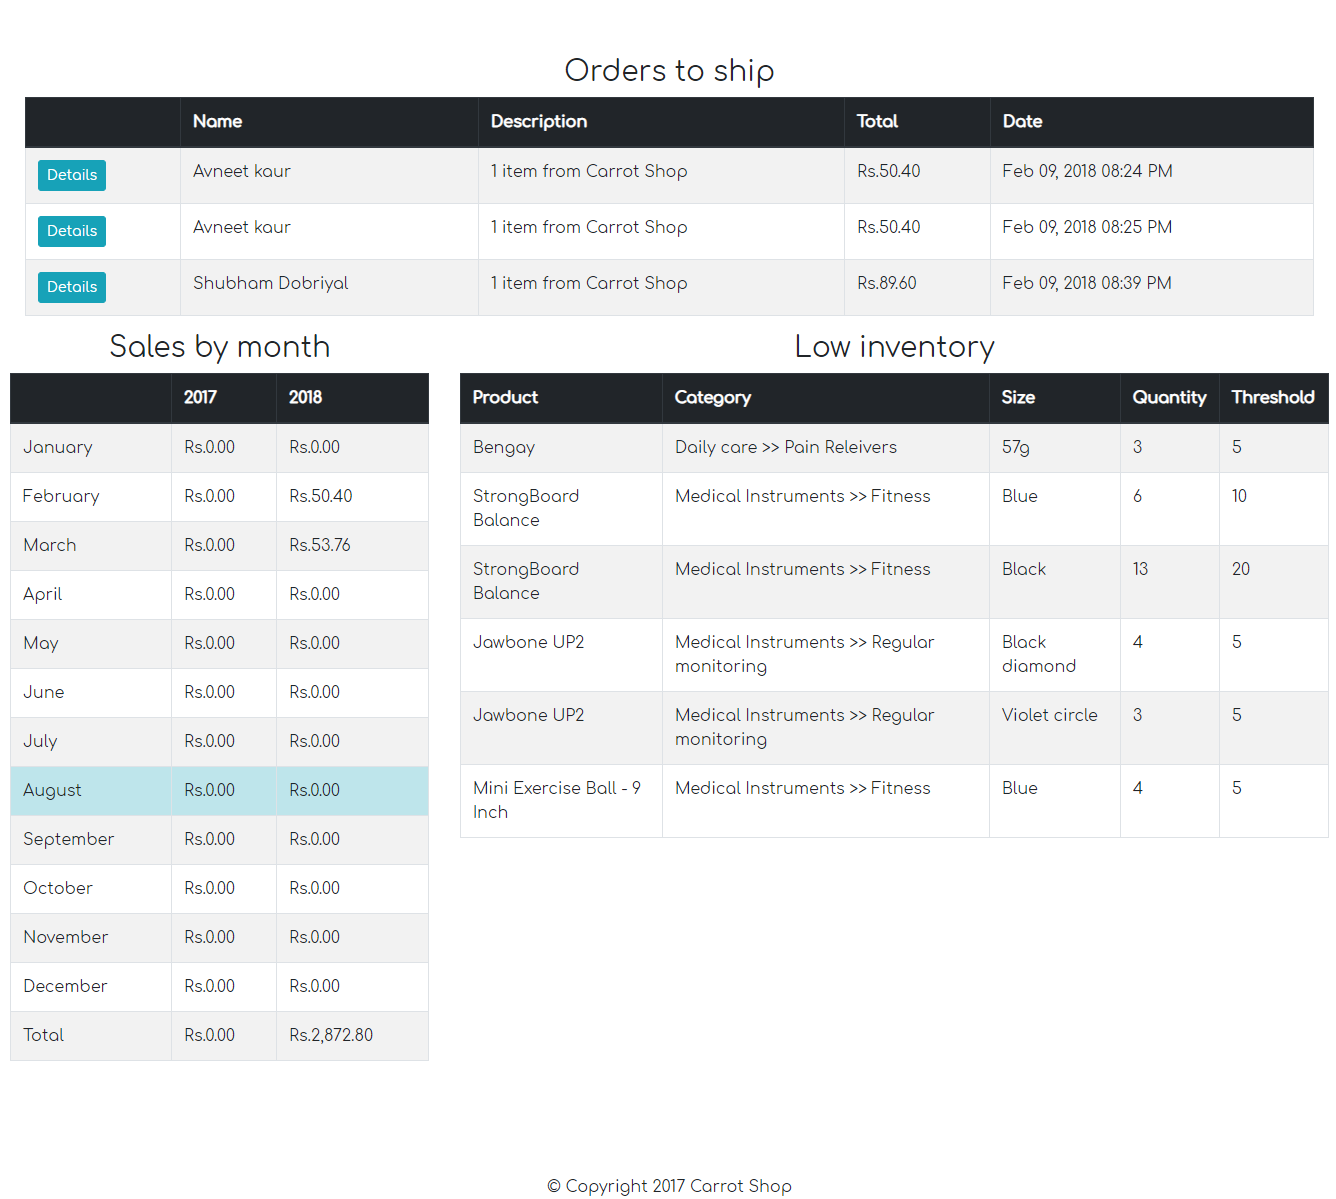 Orders to ship
Name Description Total Date
Details Avneet kaur 1 item from Carrot Shop Rs.50.40 Feb 09, 2018 08:24 PM
Details Avneet kaur 1 item from Carrot Shop Rs.50.40 Feb 09, 2018 08:25 PM
Details Shubham Dobriyal 1 item from Carrot Shop Rs.89.60 Feb 09, 2018 08:39 PM
Sales by month
2017 2018
January Rs.0.00 Rs.0.00
February Rs.0.00 Rs.50.40
March Rs.0.00 Rs.53.76
April Rs.0.00 Rs.0.00
May Rs.0.00 Rs.0.00
June Rs.0.00 Rs.0.00
July Rs.0.00 Rs.0.00
August Rs.0.00 Rs.0.00
September Rs.0.00 Rs.0.00
October Rs.0.00 Rs.0.00
November Rs.0.00 Rs.0.00
December Rs.0.00 Rs.0.00
Total Rs.0.00 Rs.2,872.80
Low inventory
Product Category Size Quantity Threshold
Bengay Daily care >> Pain Releivers 57g 3 5
StrongBoard Medical Instruments >> Fitness Blue 6 10
Balance
StrongBoard Medical Instruments >> Fitness Black 13 20
Balance
Jawbone UP2 Medical Instruments >> Regular Black 4 5
monitoring diamond
Jawbone UP2 Medical Instruments >> Regular Violet circle 3 5
monitoring
Mini Exercise Ball - 9 Medical Instruments >> Fitness Blue 4 5
Inch
© Copyright 2017 Carrot Shop